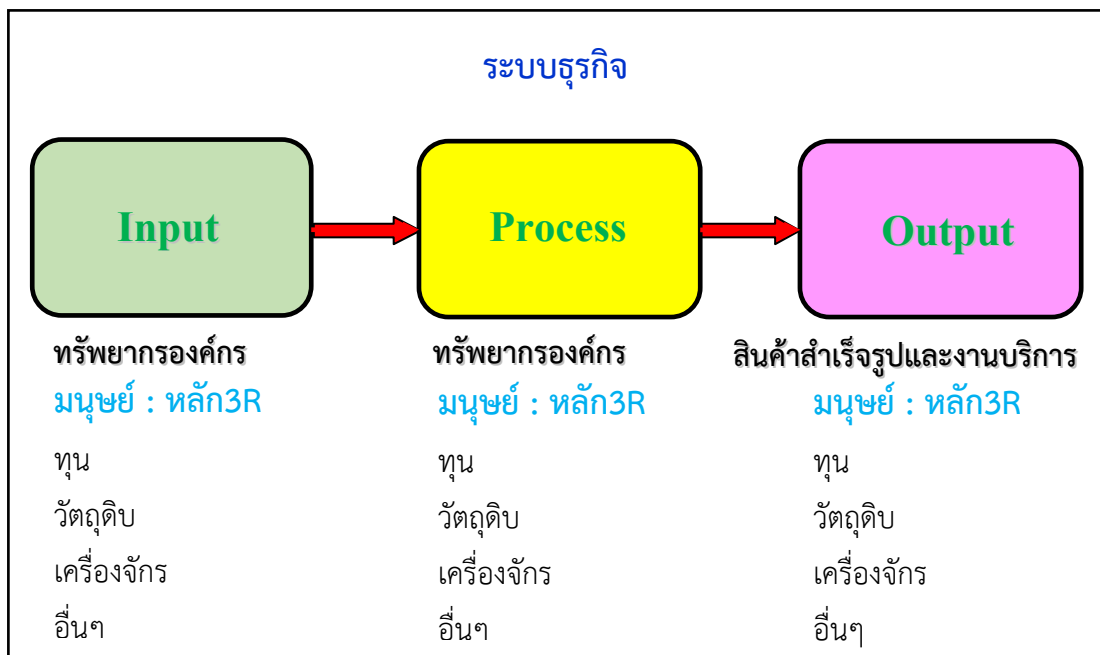 ระบบธุรกิจ
Input
Process
Output
ทรัพยากรองค์กร
มนุษย์ : หลัก3R
ทุน
วัตถุดิบ
เครื่องจักร
อื่นๆ
ทรัพยากรองค์กร
มนุษย์ : หลัก3R
ทุน
วัตถุดิบ
เครื่องจักร
อื่นๆ
สินค้าสำเร็จรูปและงานบริการ
มนุษย์ : หลัก3R
ทุน
วัตถุดิบ
เครื่องจักร
อื่นๆ